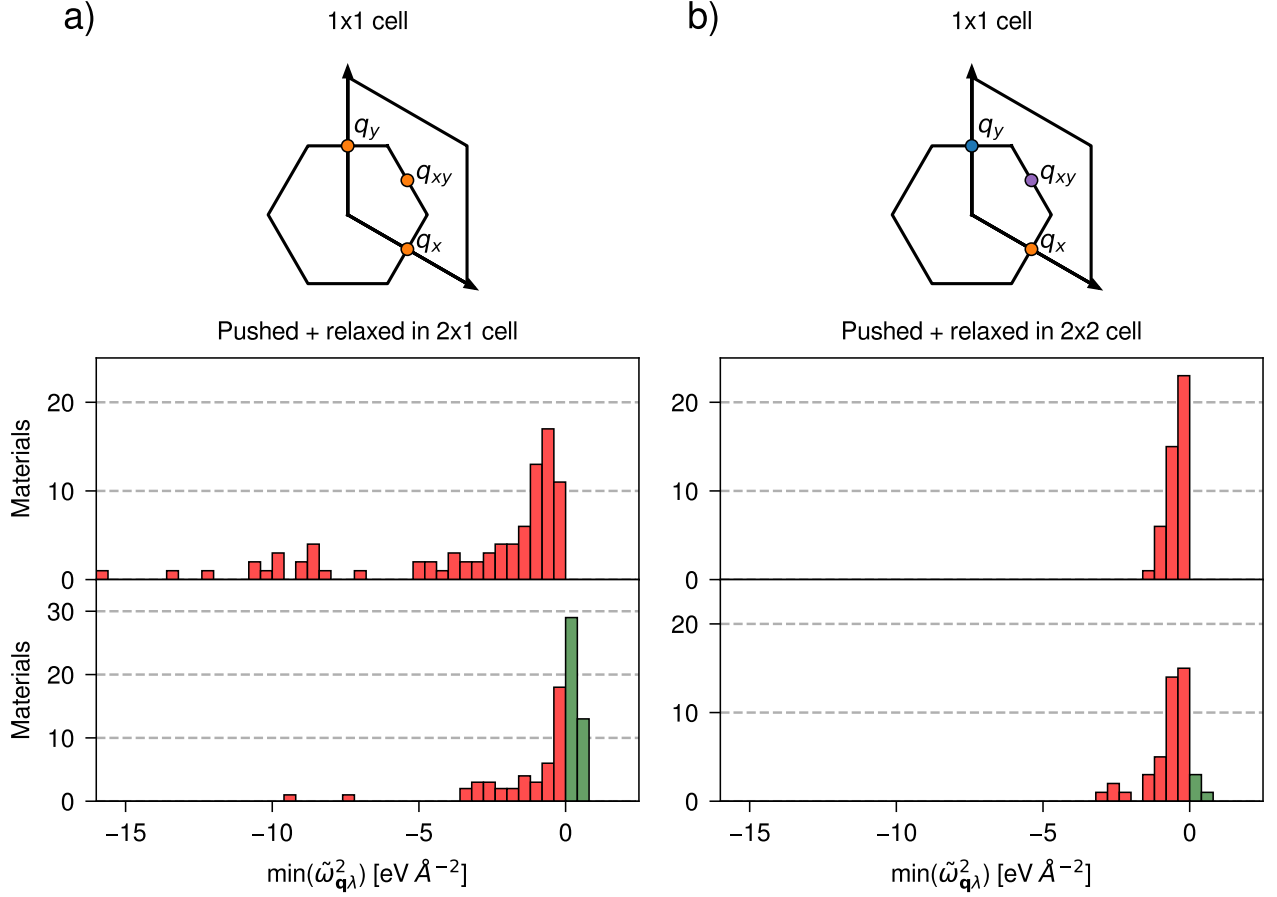 a)
1x1 cell
q_y
q_xy
q_x
Pushed + relaxed in 2x1 cell
Materials
20
10
0
Materials
30
20
10
0
−15
−10
−5
0
min(ω̃²_qλ) [eV Å⁻²]
b)
1x1 cell
q_y
q_xy
q_x
Pushed + relaxed in 2x2 cell
20
10
0
20
10
0
−15
−10
−5
0
min(ω̃²_qλ) [eV Å⁻²]